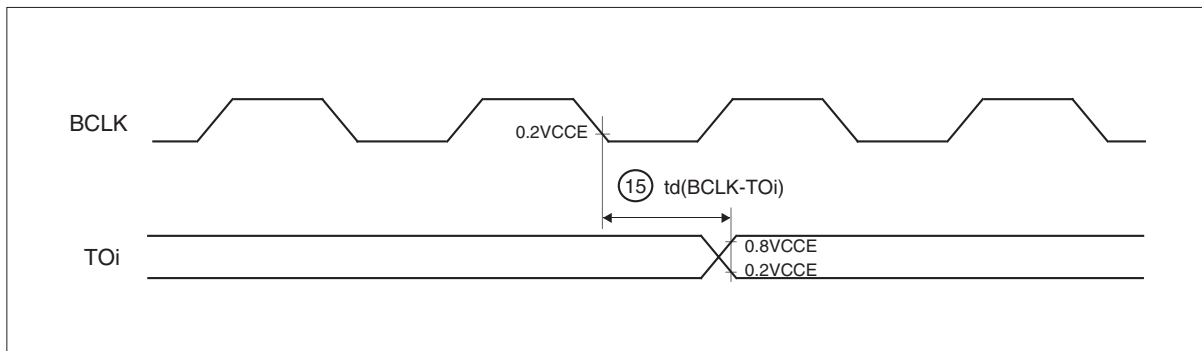 BCLK
0.2VCCE
15 td(BCLK-TOi)
TOi
0.8VCCE
0.2VCCE